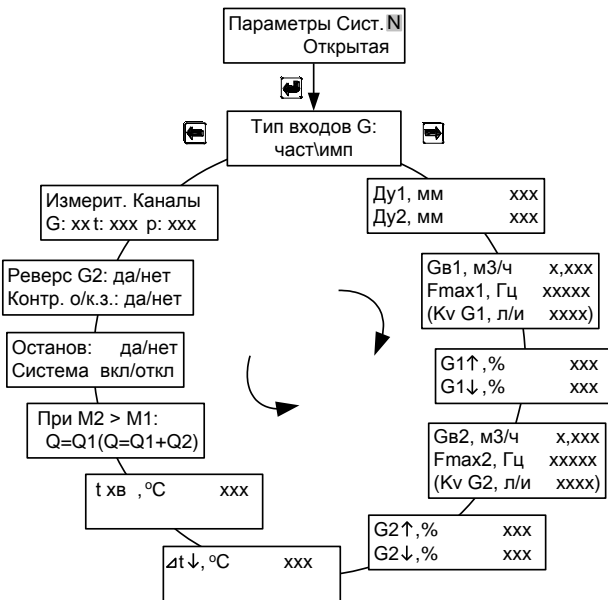 Параметры Сист. N
Открытая
Тип входов G:
част\имп
Ду1, мм xxx
Ду2, мм xxx
Gв1, м3/ч x,xxx
Fmax1, Гц xxxxx
(Kv G1, л/и xxxx)
G1↑,% xxx
G1↓,% xxx
Gв2, м3/ч x,xxx
Fmax2, Гц xxxxx
(Kv G2, л/и xxxx)
G2↑,% xxx
G2↓,% xxx
⊿t↓, ºC xxx
t хв , ºC xxx
При M2 > M1:
Q=Q1(Q=Q1+Q2)
Останов: да/нет
Система вкл/откл
Реверс G2: да/нет
Контр. о/к.з.: да/нет
Измерит. Каналы
G: xx t: xxx p: xxx